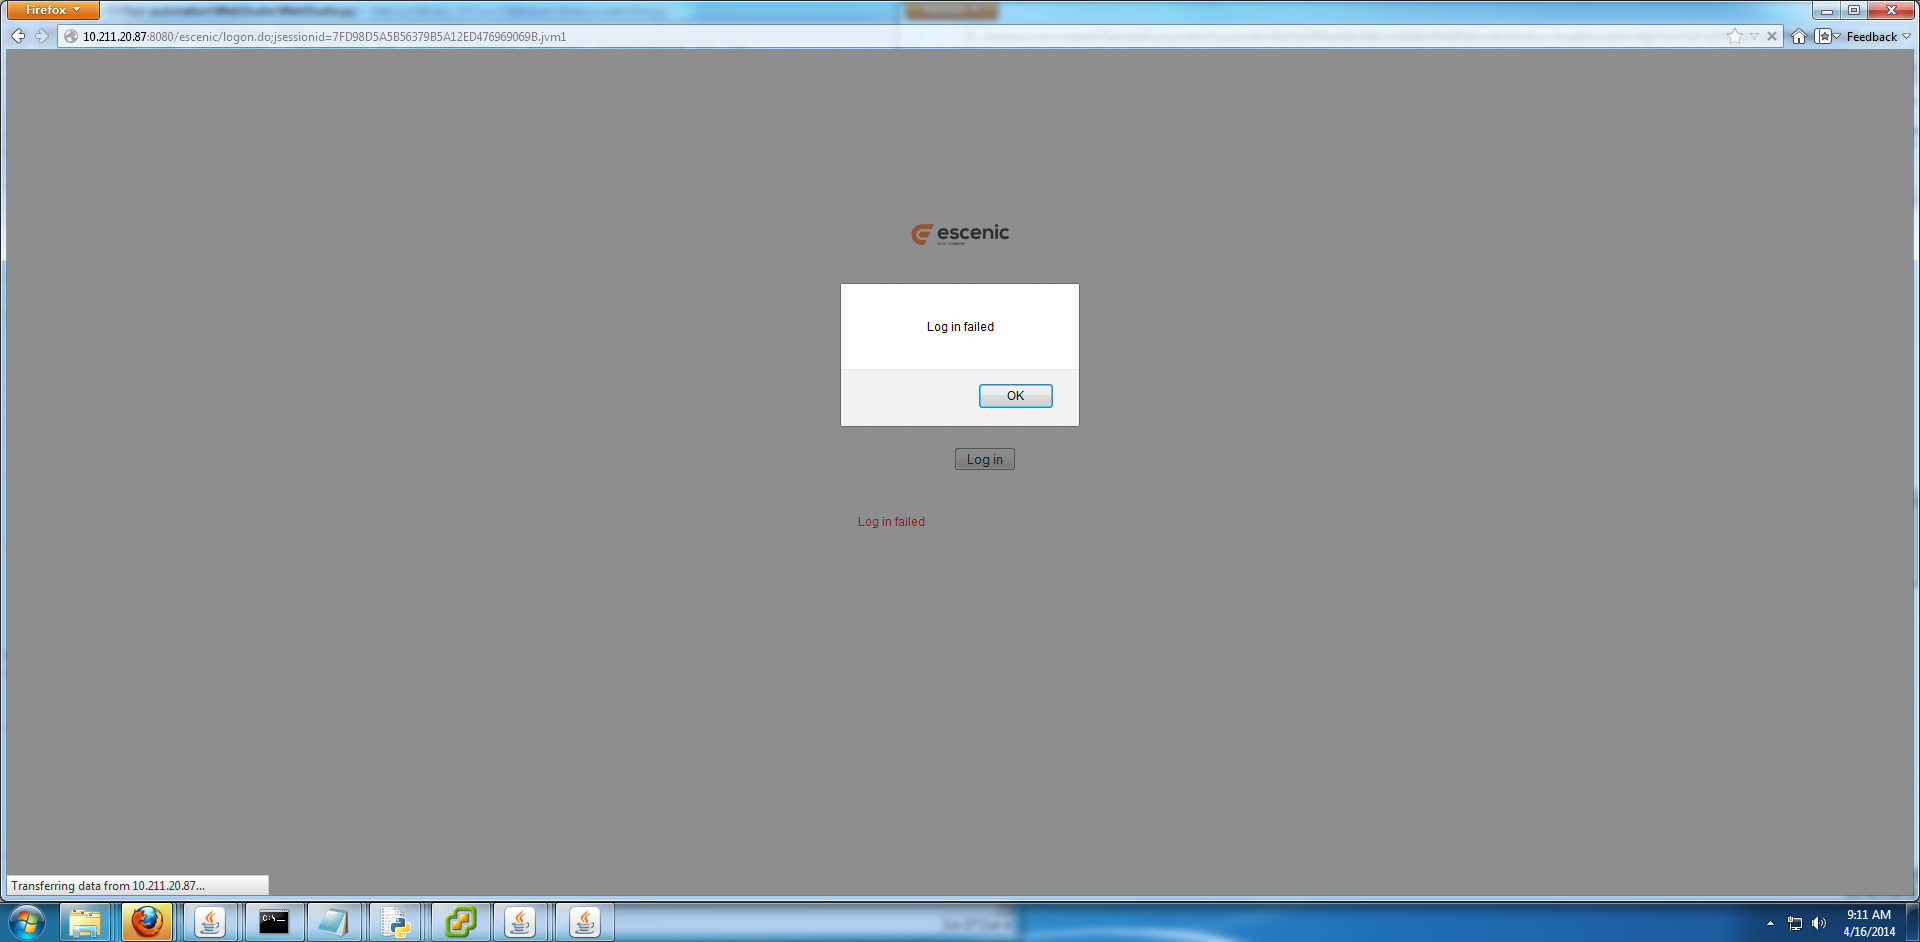 Firefox
10.211.20.87:8080/escenic/logon.do;jsessionid=7FD98D5A5B56379B5A12ED476969069B.jvm1
Feedback
escenic
Log in failed
OK
Log in
Log in failed
Transferring data from 10.211.20.87...
C:\_
9:11 AM
4/16/2014